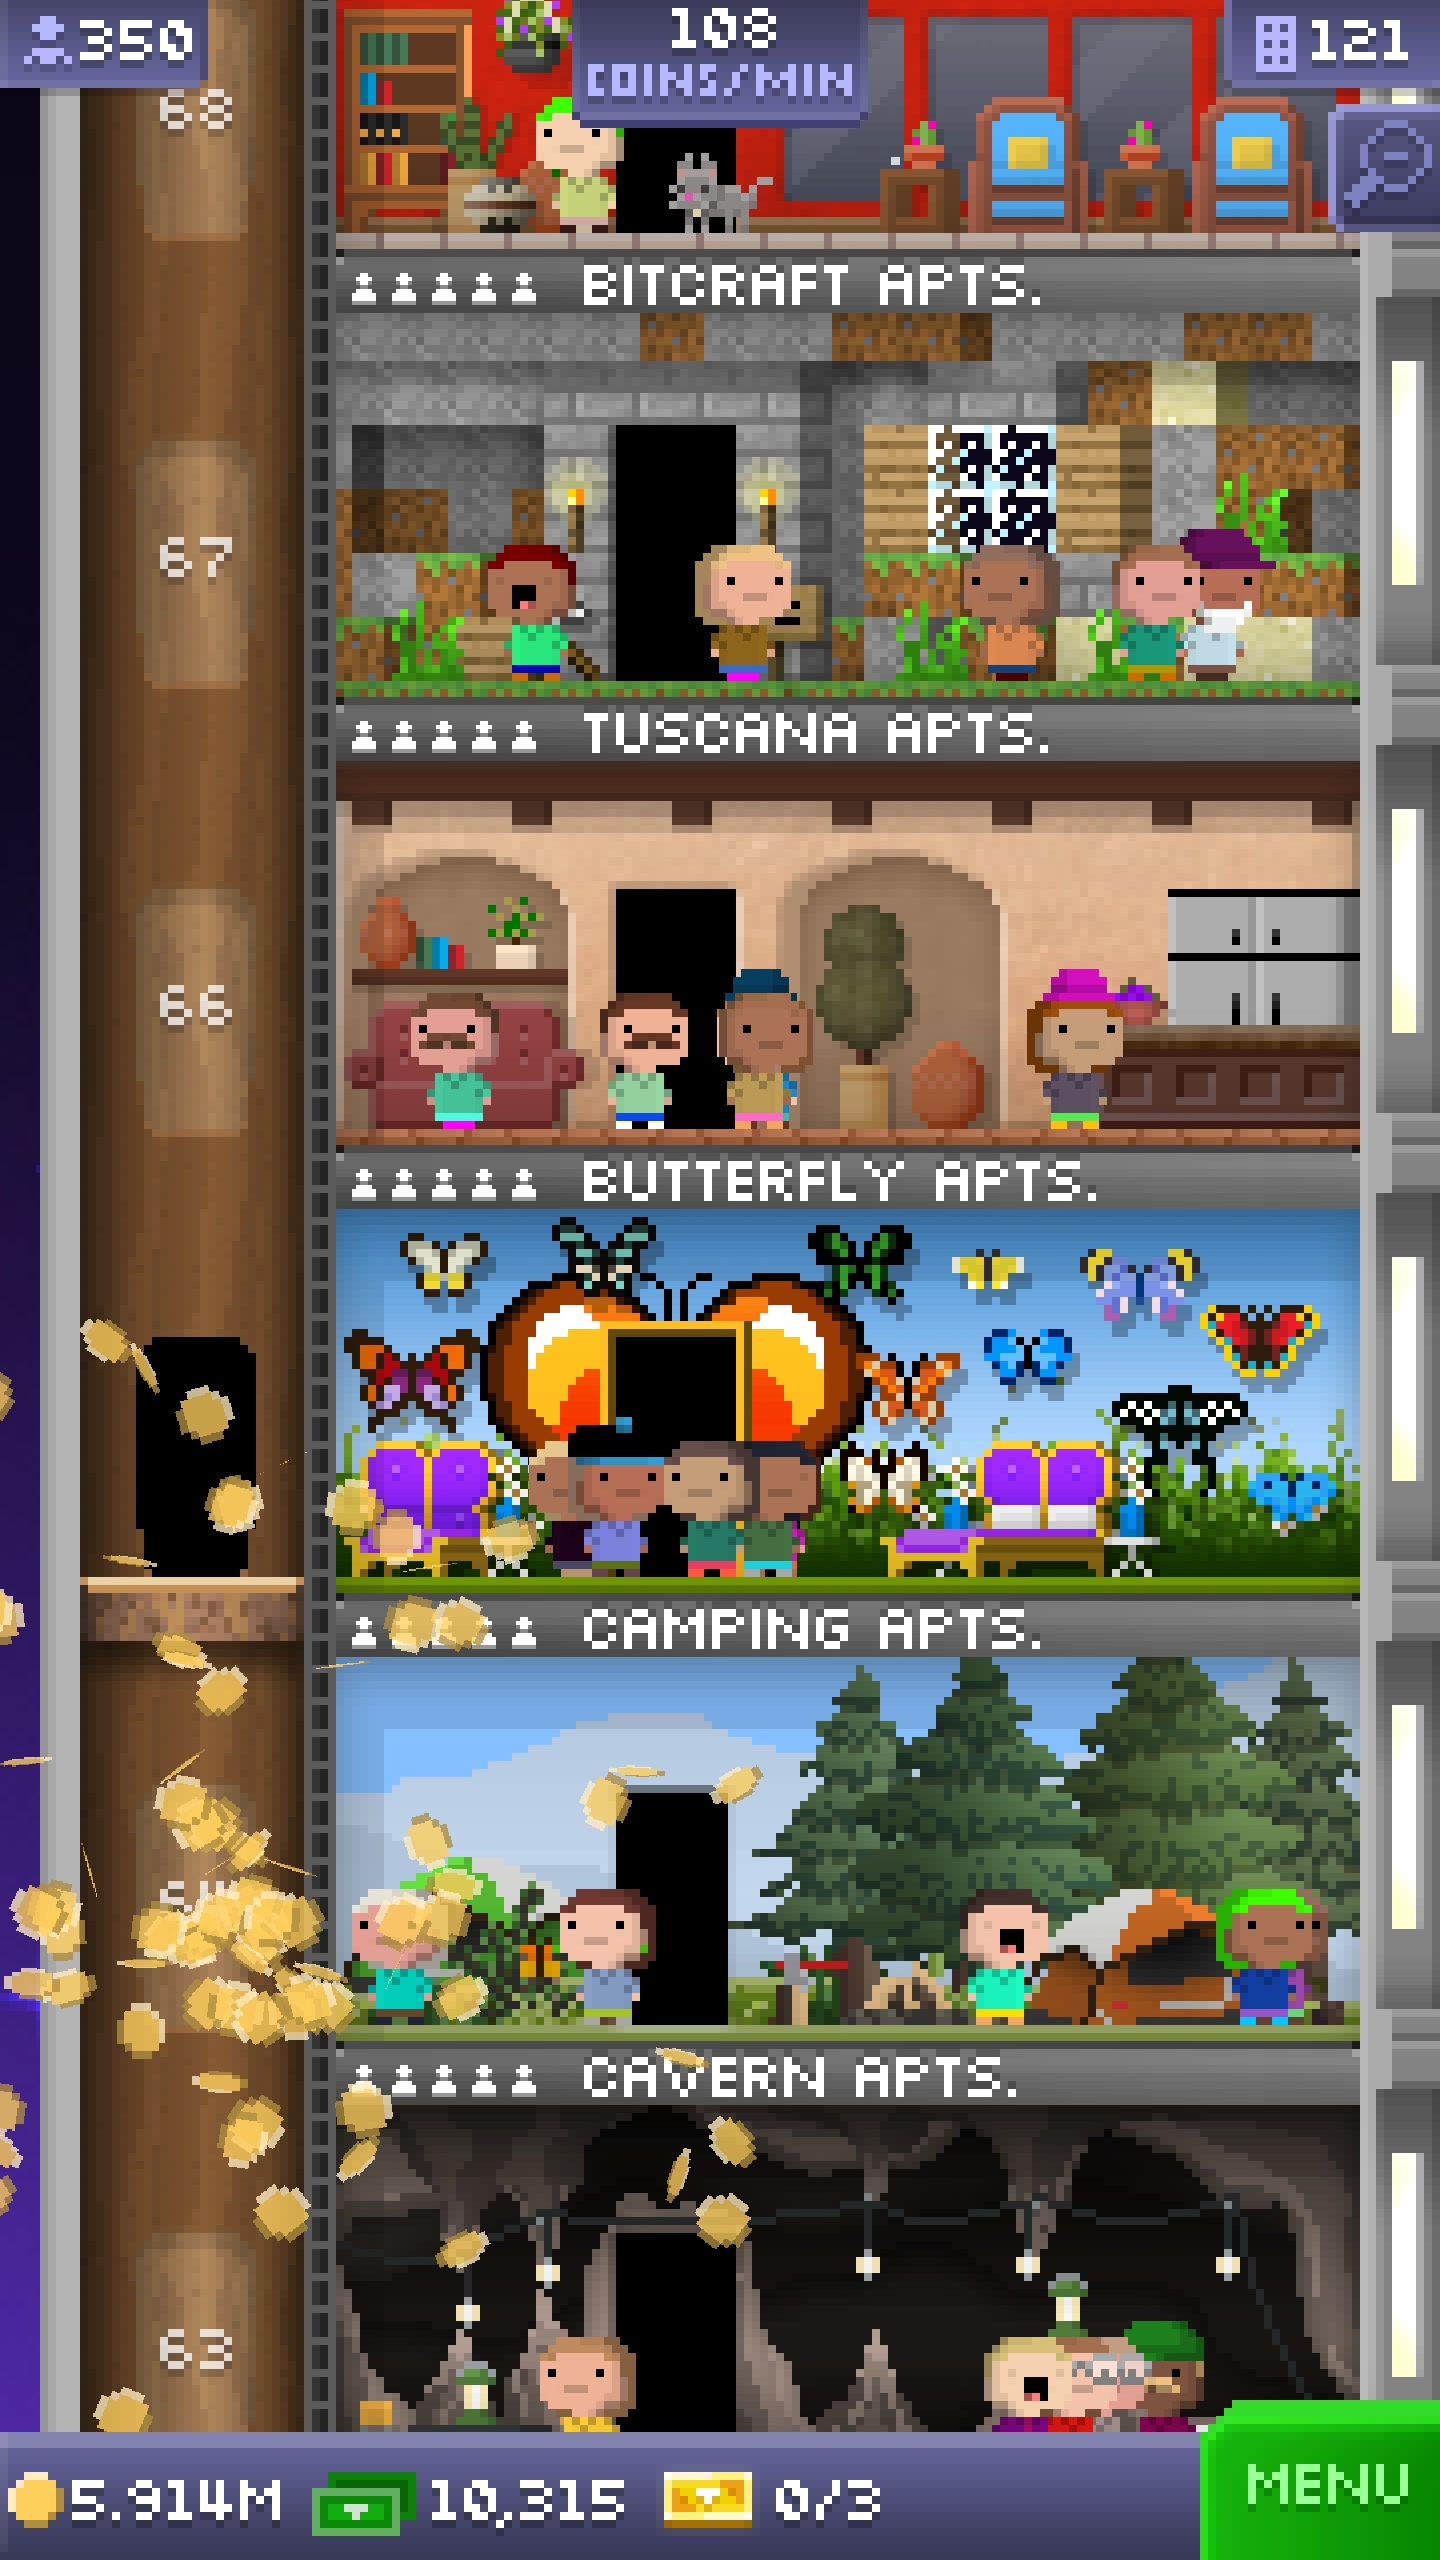 350
108
COINS/MIN
121
68
BITCRAFT APTS.
67
TUSCANA APTS.
66
BUTTERFLY APTS.
CAMPING APTS.
CAVERN APTS.
63
5.914M
10,315
0/3
MENU